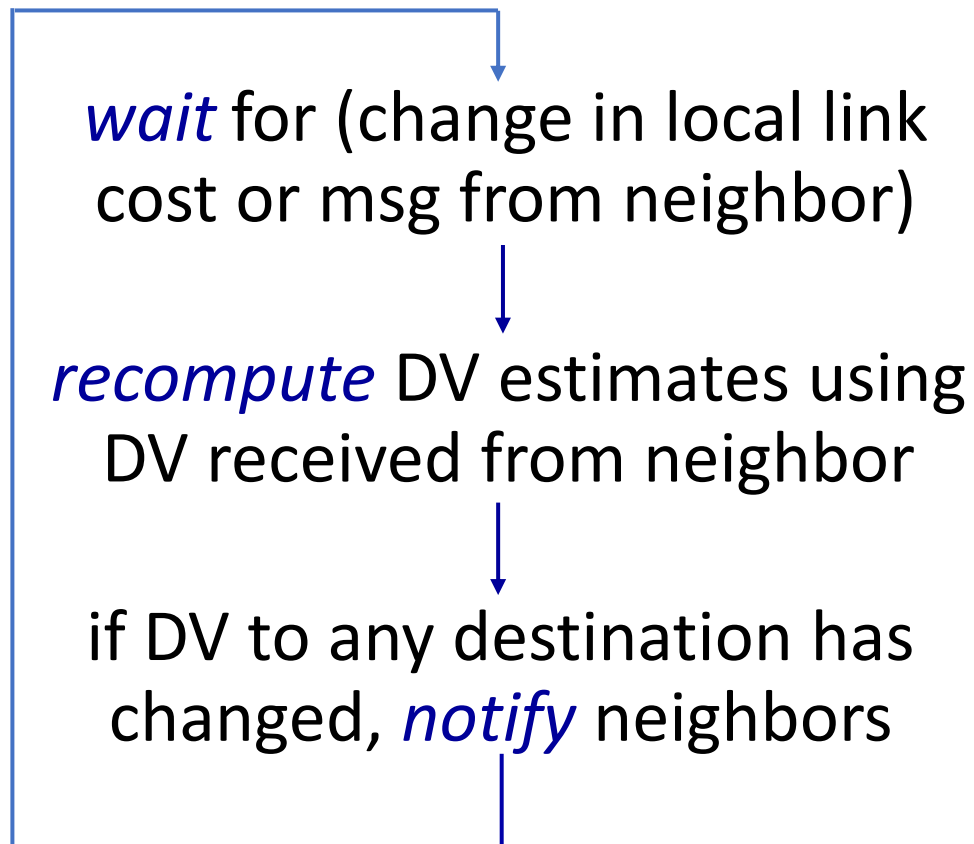 wait for (change in local link
cost or msg from neighbor)
recompute DV estimates using
DV received from neighbor
if DV to any destination has
changed, notify neighbors